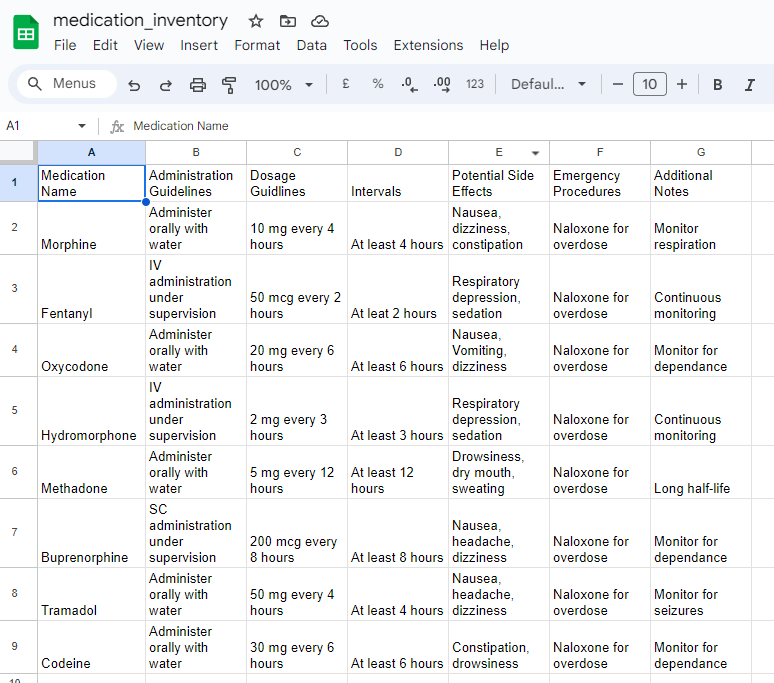 medication_inventory
File Edit View Insert Format Data Tools Extensions Help
Menus 100% £ % .0 .00 123 Defaul... 10 B I
A1 fx Medication Name
A B C D E F G
1 Medication Name Administration Guidelines Dosage Guidlines Intervals Potential Side Effects Emergency Procedures Additional Notes
2 Morphine Administer orally with water 10 mg every 4 hours At least 4 hours Nausea, dizziness, constipation Naloxone for overdose Monitor respiration
3 Fentanyl IV administration under supervision 50 mcg every 2 hours At leat 2 hours Respiratory depression, sedation Naloxone for overdose Continuous monitoring
4 Oxycodone Administer orally with water 20 mg every 6 hours At least 6 hours Nausea, Vomiting, dizziness Naloxone for overdose Monitor for dependance
5 Hydromorphone IV administration under supervision 2 mg every 3 hours At least 3 hours Respiratory depression, sedation Naloxone for overdose Continuous monitoring
6 Methadone Administer orally with water 5 mg every 12 hours At least 12 hours Drowsiness, dry mouth, sweating Naloxone for overdose Long half-life
7 Buprenorphine SC administration under supervision 200 mcg every 8 hours At least 8 hours Nausea, headache, dizziness Naloxone for overdose Monitor for dependance
8 Tramadol Administer orally with water 50 mg every 4 hours At least 4 hours Nausea, headache, dizziness Naloxone for overdose Monitor for seizures
9 Codeine Administer orally with water 30 mg every 6 hours At least 6 hours Constipation, drowsiness Naloxone for overdose Monitor for dependance
10